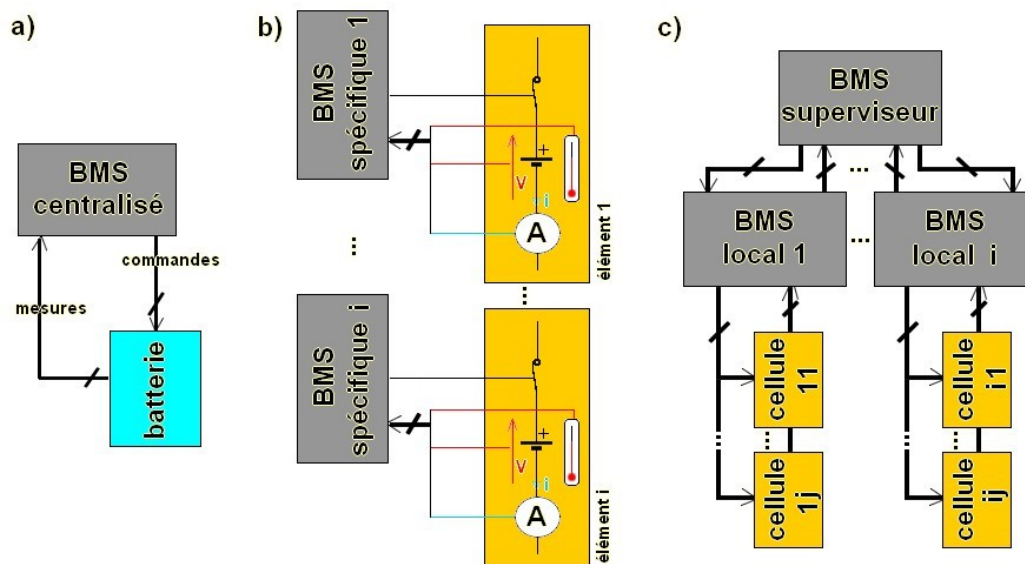 a)
BMS
centralisé
commandes
mesures
batterie
b)
BMS
spécifique 1
+
V
i
A
élément 1
...
...
BMS
spécifique i
+
V
i
A
élément i
c)
BMS
superviseur
...
BMS
local 1
...
BMS
local i
cellule
11
cellule
i1
...
...
cellule
1j
cellule
ij